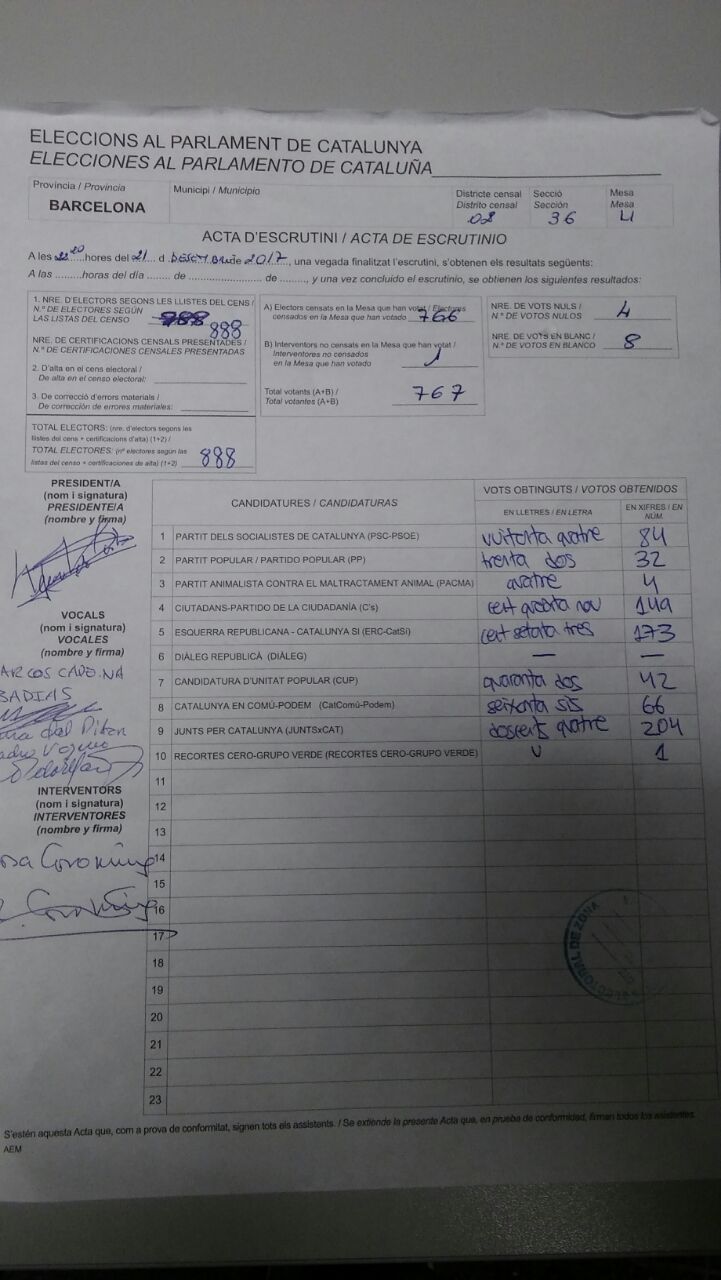 ELECCIONS AL PARLAMENT DE CATALUNYA
ELECCIONES AL PARLAMENTO DE CATALUÑA
Provincia / Provincia
BARCELONA
Municipi / Municipio
Districte censal
Distrito censal
02
Secció
Sección
36
Mesa
Mesa
U
ACTA D'ESCRUTINI / ACTA DE ESCRUTINIO
A les 22 20 hores del 21 d de 2017, una vegada finalitzat l'escrutini, s'obtenen els resultats següents:
A las .........horas del día ....... de ............... de ........, y una vez concluido el escrutinio, se obtienen los siguientes resultados:
1. NRE. D'ELECTORS SEGONS LES LLISTES DEL CENS /
N.º DE ELECTORES SEGÚN
LAS LISTAS DEL CENSO 888
NRE. DE CERTIFICACIONS CENSALS PRESENTADES /
N.º DE CERTIFICACIONES CENSALES PRESENTADAS
2. D'alta en el cens electoral /
De alta en el censo electoral:
3. De correcció d'errors materials /
De corrección de errores materiales:
TOTAL ELECTORS: (nre. d'electors segons les
llistes del cens + certificacions d'alta) (1+2) /
TOTAL ELECTORES: (nº electores según las
listas del censo + certificaciones de alta) (1+2) 888
A) Electors censats en la Mesa que han votat / Electores
censados en la Mesa que han votado 766
B) Interventors no censats en la Mesa que han votat /
Interventores no censados
en la Mesa que han votado 1
Total votants (A+B) /
Total votantes (A+B) 767
NRE. DE VOTS NULS /
N.º DE VOTOS NULOS 4
NRE. DE VOTS EN BLANC /
N.º DE VOTOS EN BLANCO 8
PRESIDENT/A
(nom i signatura)
PRESIDENTE/A
(nombre y firma)
VOCALS
(nom i signatura)
VOCALES
(nombre y firma)
INTERVENTORS
(nom i signatura)
INTERVENTORES
(nombre y firma)
CANDIDATURES / CANDIDATURAS
VOTS OBTINGUTS / VOTOS OBTENIDOS
EN LLETRES / EN LETRA
EN XIFRES / EN NÚM.
1 PARTIT DELS SOCIALISTES DE CATALUNYA (PSC-PSOE) vuitanta quatre 84
2 PARTIT POPULAR / PARTIDO POPULAR (PP) trenta dos 32
3 PARTIT ANIMALISTA CONTRA EL MALTRACTAMENT ANIMAL (PACMA) quatre 4
4 CIUTADANS-PARTIDO DE LA CIUDADANÍA (C's) cent quaranta nou 149
5 ESQUERRA REPUBLICANA - CATALUNYA SI (ERC-CatSí) cent setanta tres 173
6 DIÀLEG REPUBLICÀ (DIÀLEG) — —
7 CANDIDATURA D'UNITAT POPULAR (CUP) quaranta dos 42
8 CATALUNYA EN COMÚ-PODEM (CatComú-Podem) seixanta sis 66
9 JUNTS PER CATALUNYA (JUNTSxCAT) doscents quatre 204
10 RECORTES CERO-GRUPO VERDE (RECORTES CERO-GRUPO VERDE) U 1
11
12
13
14
15
16
17
18
19
20
21
22
23
ELECTORAL DE ZONA
S'estén aquesta Acta que, com a prova de conformitat, signen tots els assistents. / Se extiende la presente Acta que, en prueba de conformidad, firman todos los asistentes.
AEM